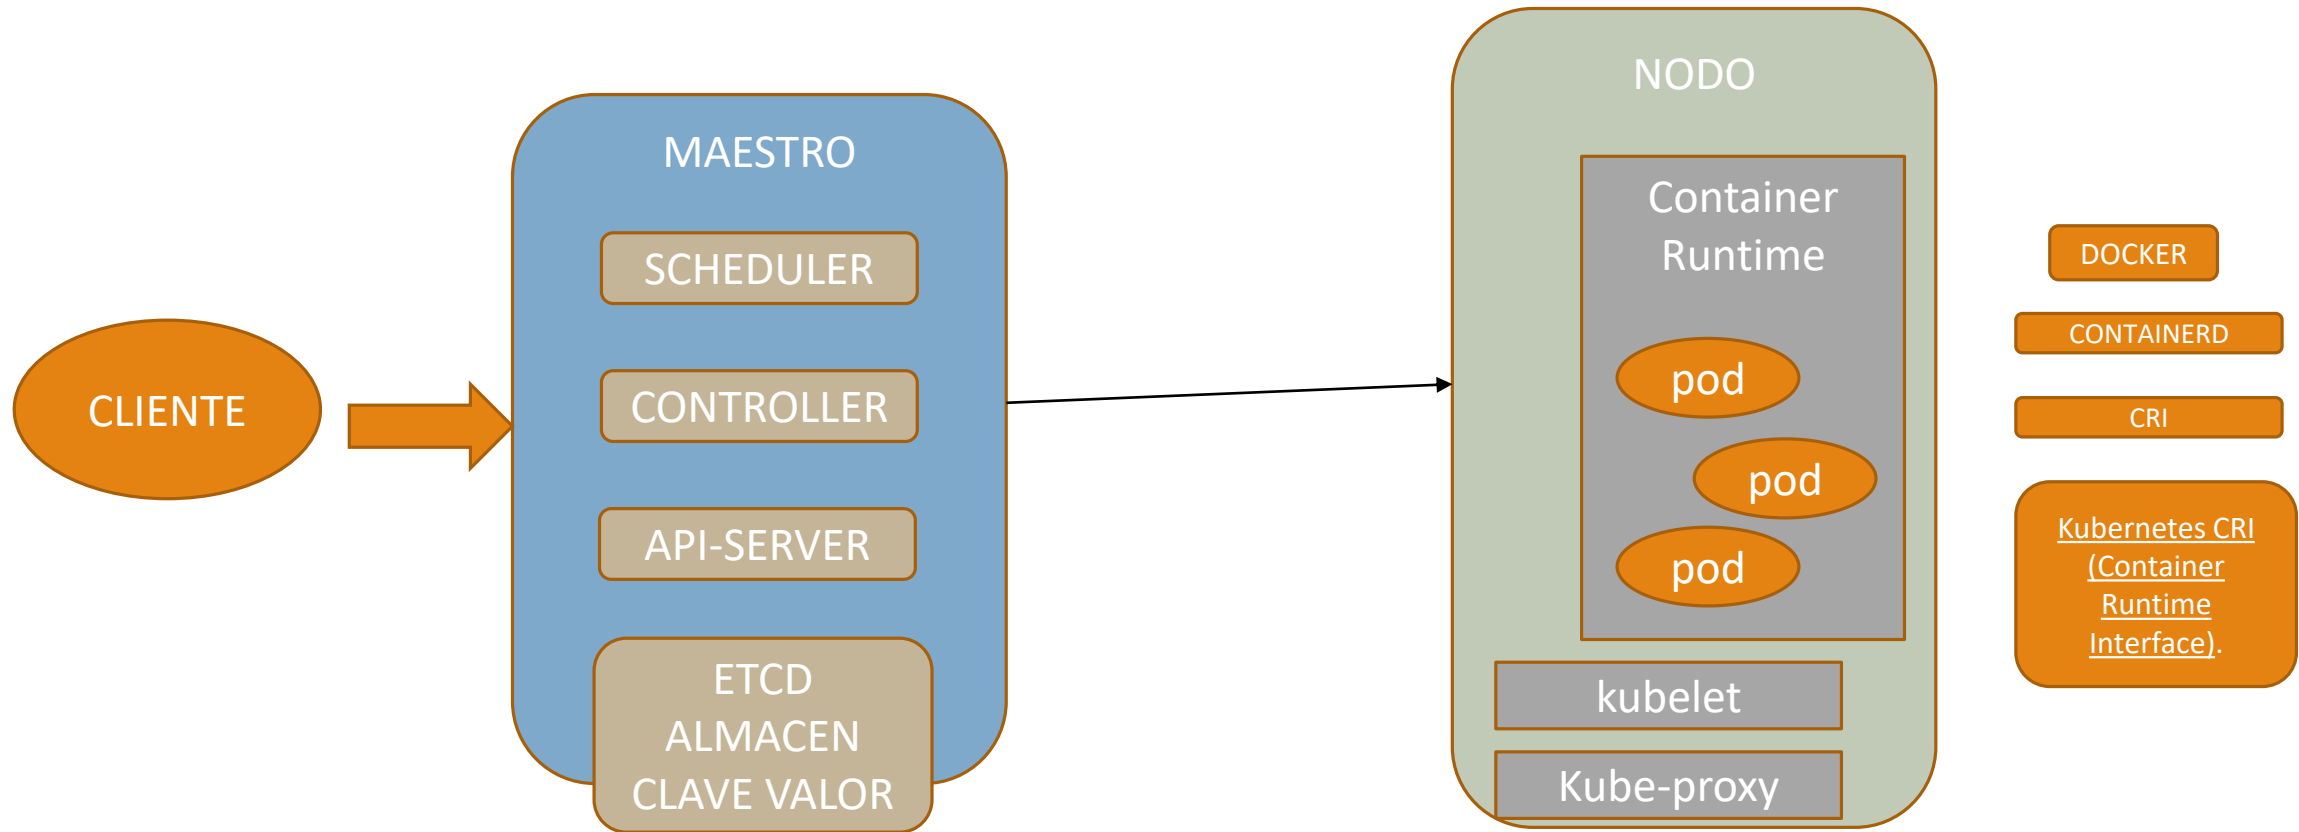 CLIENTE
MAESTRO
SCHEDULER
CONTROLLER
API-SERVER
ETCD
ALMACEN
CLAVE VALOR
NODO
Container
Runtime
pod
pod
pod
kubelet
Kube-proxy
DOCKER
CONTAINERD
CRI
Kubernetes CRI
(Container
Runtime
Interface).